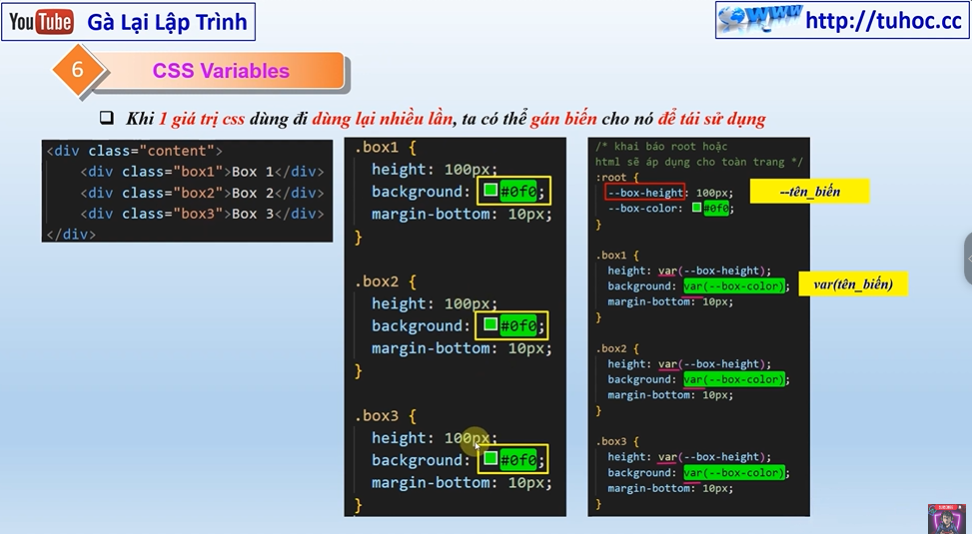 YouTube Gà Lại Lập Trình
www http://tuhoc.cc
6 CSS Variables
Khi 1 giá trị css dùng đi dùng lại nhiều lần, ta có thể gán biến cho nó để tái sử dụng
<div class="content">
<div class="box1">Box 1</div>
<div class="box2">Box 2</div>
<div class="box3">Box 3</div>
</div>
.box1 {
height: 100px;
background: #0f0;
margin-bottom: 10px;
}
.box2 {
height: 100px;
background: #0f0;
margin-bottom: 10px;
}
.box3 {
height: 100px;
background: #0f0;
margin-bottom: 10px;
}
/* khai báo root hoặc
html sẽ áp dụng cho toàn trang */
:root {
--box-height: 100px;
--box-color: #0f0;
}
--tên_biến
.box1 {
height: var(--box-height);
background: var(--box-color);
margin-bottom: 10px;
}
var(tên_biến)
.box2 {
height: var(--box-height);
background: var(--box-color);
margin-bottom: 10px;
}
.box3 {
height: var(--box-height);
background: var(--box-color);
margin-bottom: 10px;
}